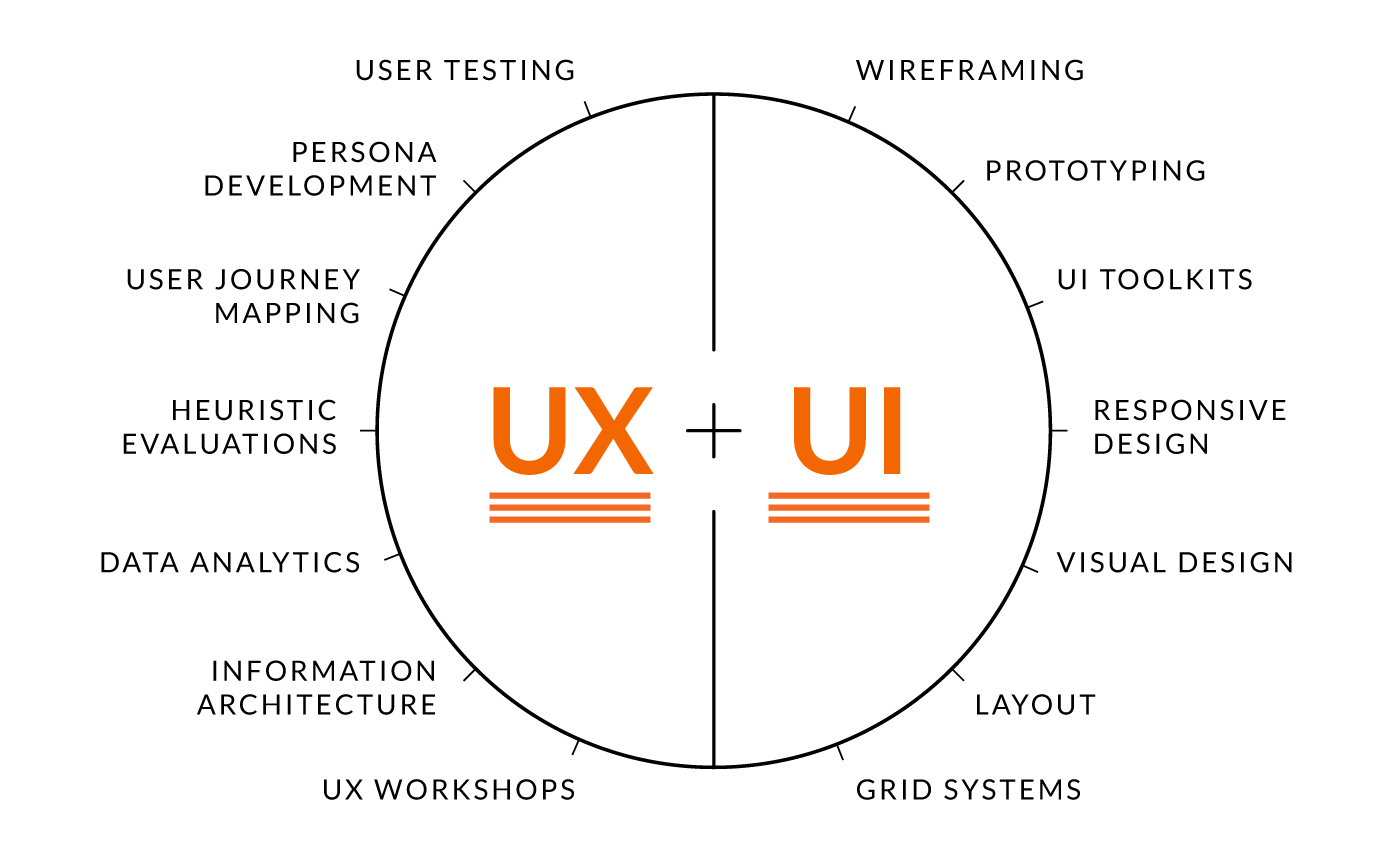 USER TESTING
PERSONA
DEVELOPMENT
USER JOURNEY
MAPPING
HEURISTIC
EVALUATIONS
DATA ANALYTICS
INFORMATION
ARCHITECTURE
UX WORKSHOPS
UX + UI
WIREFRAMING
PROTOTYPING
UI TOOLKITS
RESPONSIVE
DESIGN
VISUAL DESIGN
LAYOUT
GRID SYSTEMS